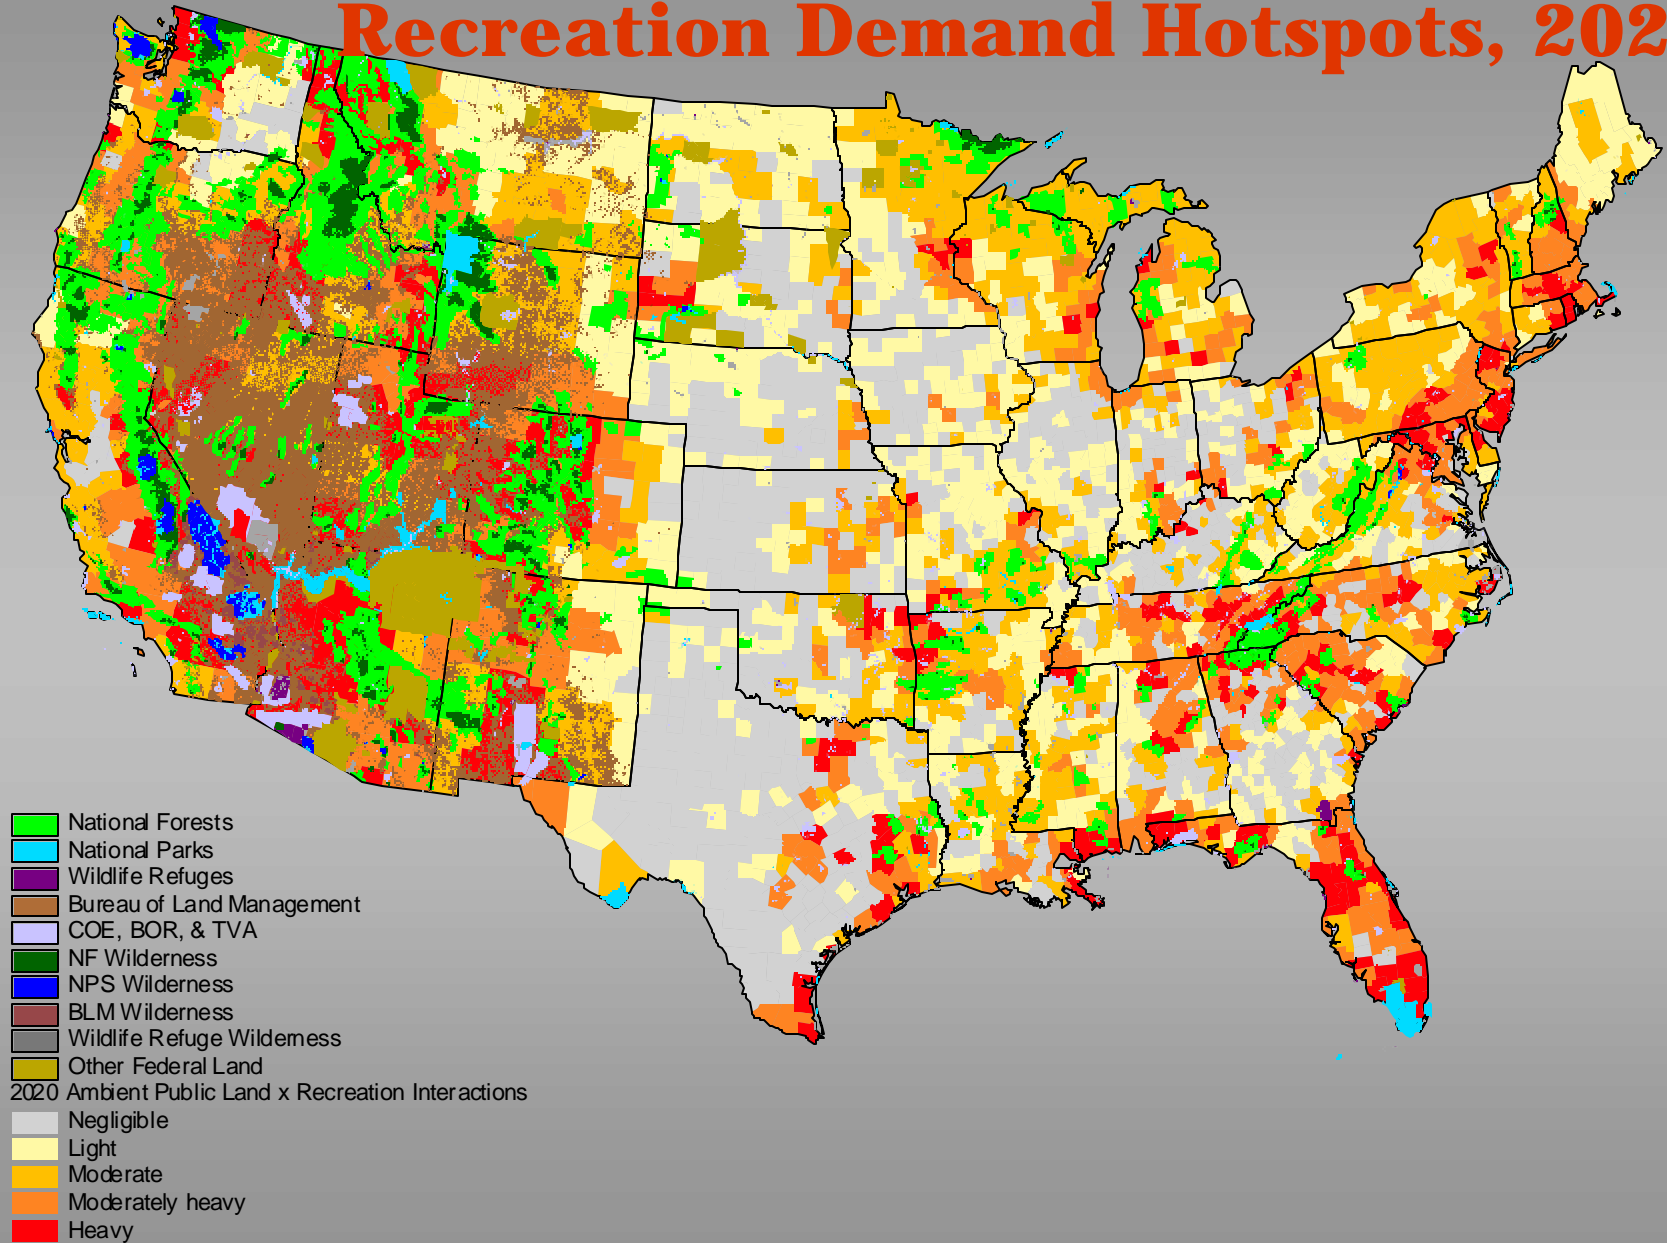 Recreation Demand Hotspots, 202
National Forests
National Parks
Wildlife Refuges
Bureau of Land Management
COE, BOR, & TVA
NF Wilderness
NPS Wilderness
BLM Wilderness
Wildlife Refuge Wilderness
Other Federal Land
2020 Ambient Public Land x Recreation Interactions
Negligible
Light
Moderate
Moderately heavy
Heavy